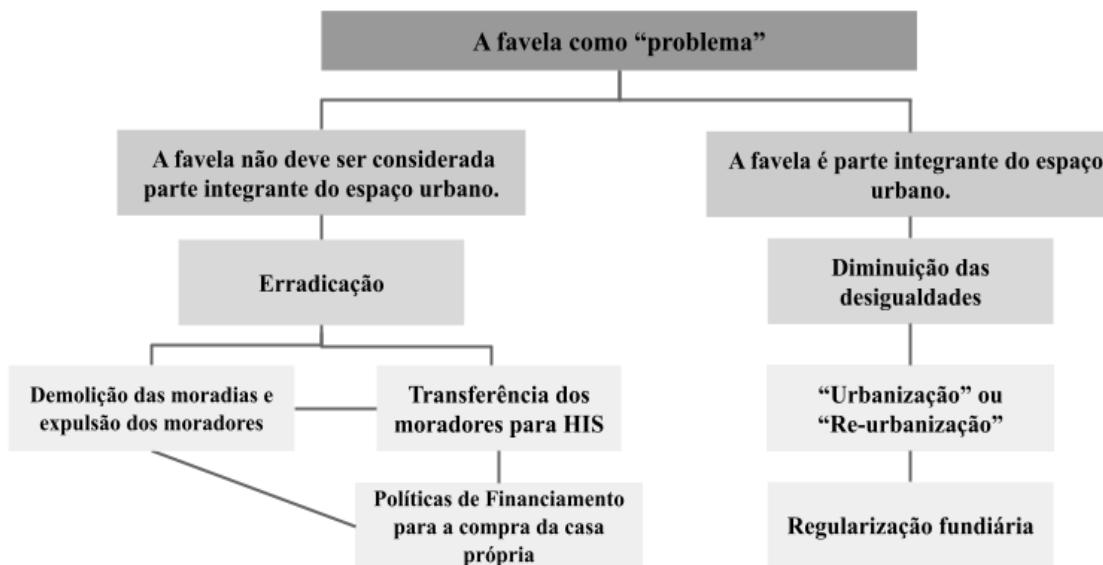 A favela como “problema”
A favela não deve ser considerada
parte integrante do espaço urbano.
A favela é parte integrante do espaço
urbano.
Erradicação
Diminuição das
desigualdades
Demolição das moradias e
expulsão dos moradores
Transferência dos
moradores para HIS
“Urbanização” ou
“Re-urbanização”
Políticas de Financiamento
para a compra da casa
própria
Regularização fundiária